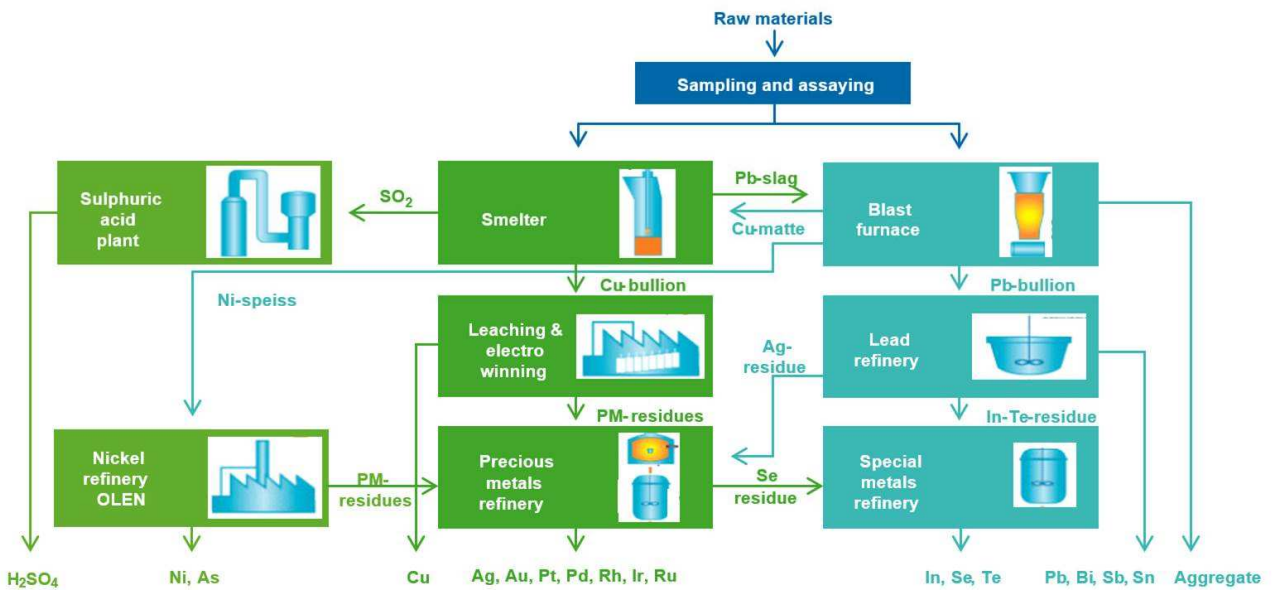 Raw materials
Sampling and assaying
Sulphuric
acid
plant
SO₂
Smelter
Pb-slag
Cu-matte
Blast
furnace
Ni-speiss
Cu-bullion
Pb-bullion
Leaching &
electro
winning
Ag-
residue
Lead
refinery
PM-residues
In-Te-residue
Nickel
refinery
OLEN
PM-
residues
Precious
metals
refinery
Se
residue
Special
metals
refinery
H₂SO₄
Ni, As
Cu
Ag, Au, Pt, Pd, Rh, Ir, Ru
In, Se, Te
Pb, Bi, Sb, Sn
Aggregate